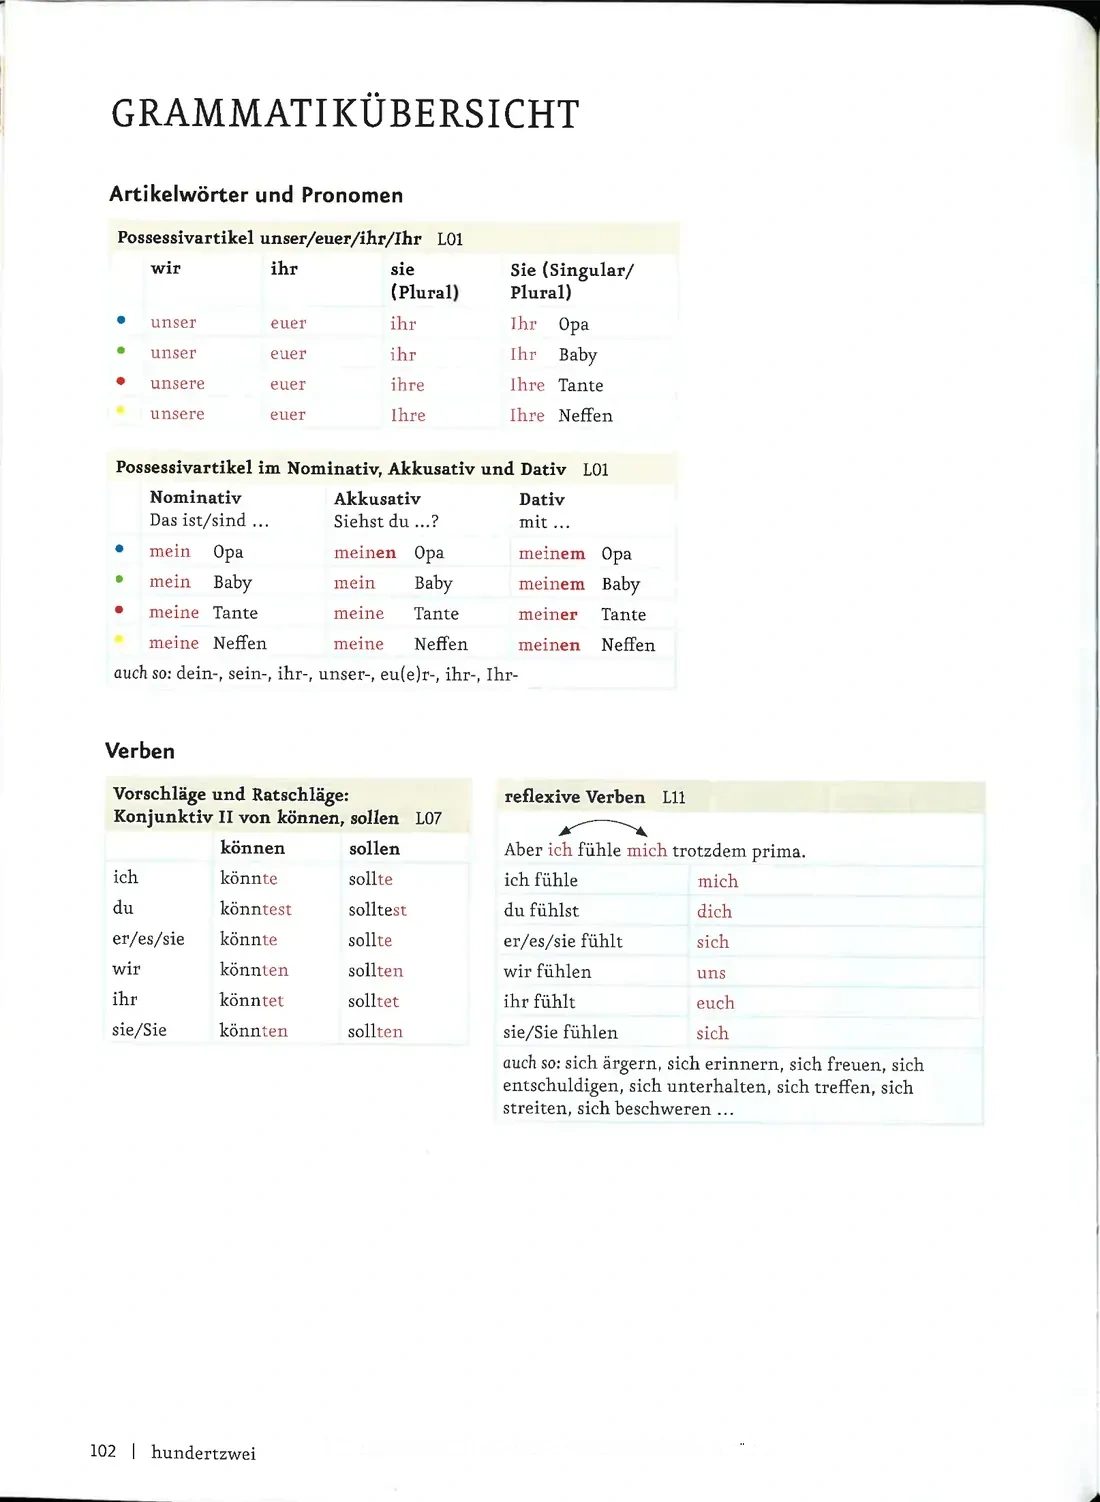 GRAMMATIKÜBERSICHT
Artikelwörter und Pronomen
Possessivartikel unser/euer/ihr/Ihr L01
wir ihr sie (Plural) Sie (Singular/ Plural)
unser euer ihr Ihr Opa
unser euer ihr Ihr Baby
unsere euer ihre Ihre Tante
unsere euer Ihre Ihre Neffen
Possessivartikel im Nominativ, Akkusativ und Dativ L01
Nominativ Akkusativ Dativ
Das ist/sind ... Siehst du ...? mit ...
mein Opa meinen Opa meinem Opa
mein Baby mein Baby meinem Baby
meine Tante meine Tante meiner Tante
meine Neffen meine Neffen meinen Neffen
auch so: dein-, sein-, ihr-, unser-, eu(e)r-, ihr-, Ihr-
Verben
Vorschläge und Ratschläge:
Konjunktiv II von können, sollen L07
können sollen
ich könnte sollte
du könntest solltest
er/es/sie könnte sollte
wir könnten sollten
ihr könntet solltet
sie/Sie könnten sollten
reflexive Verben L11
Aber ich fühle mich trotzdem prima.
ich fühle mich
du fühlst dich
er/es/sie fühlt sich
wir fühlen uns
ihr fühlt euch
sie/Sie fühlen sich
auch so: sich ärgern, sich erinnern, sich freuen, sich
entschuldigen, sich unterhalten, sich treffen, sich
streiten, sich beschweren ...
102 | hundertzwei